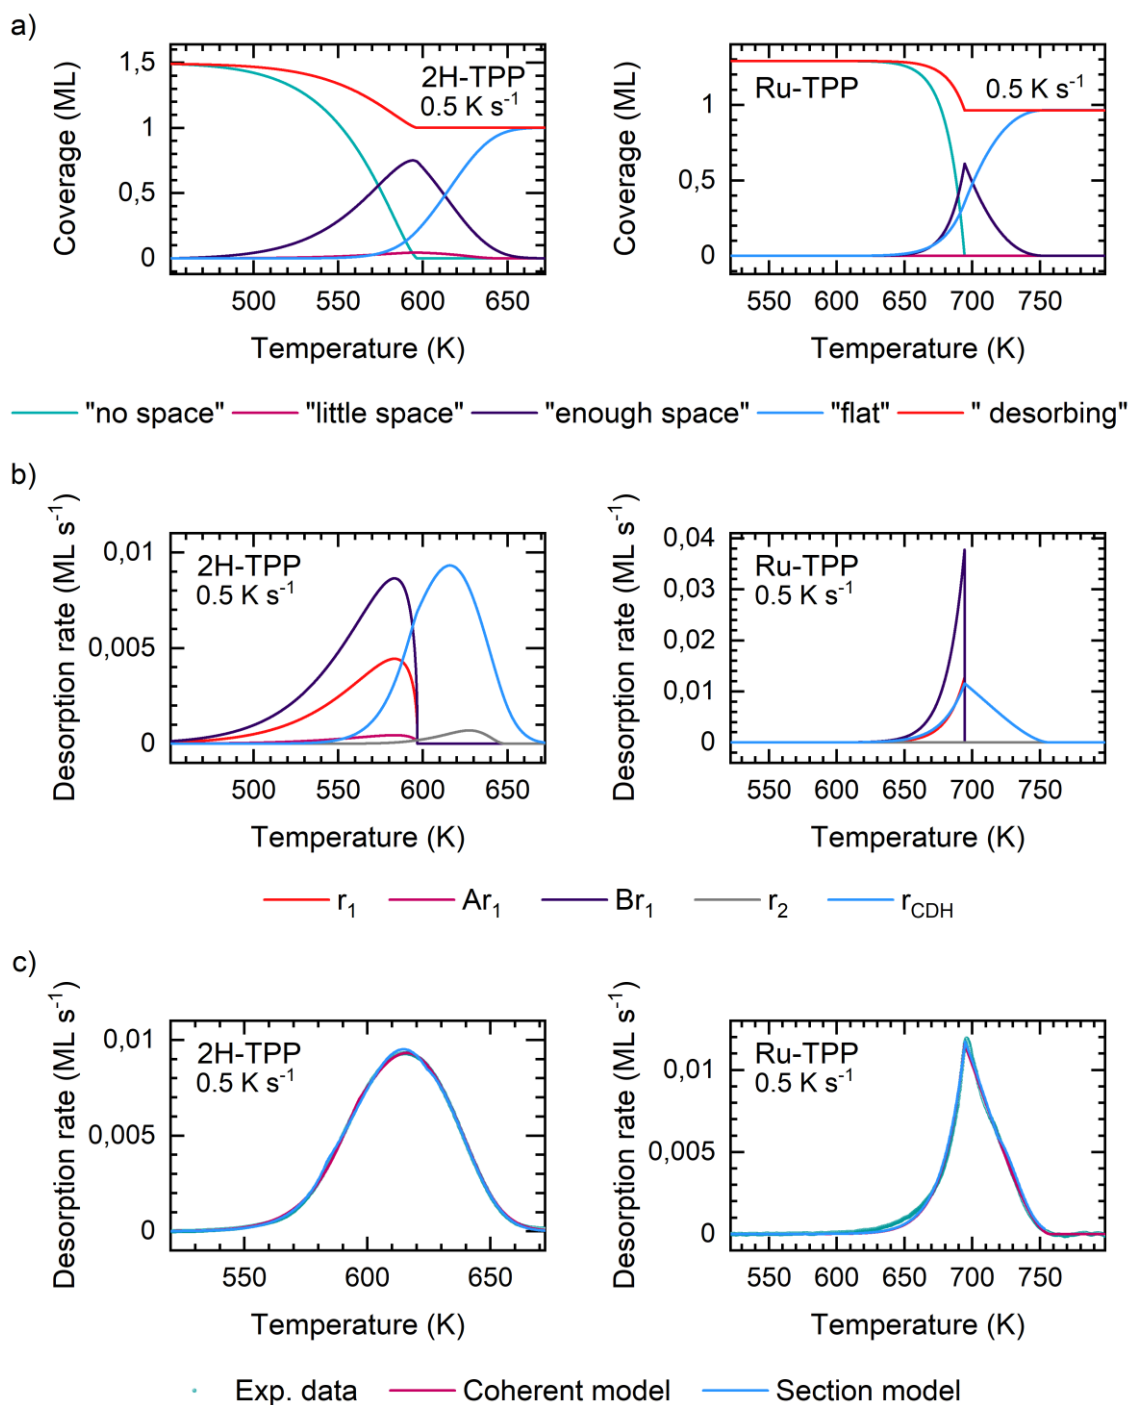 a)
Coverage (ML)
1,5
1
0,5
0
2H-TPP
0.5 K s⁻¹
500 550 600 650
Temperature (K)
Coverage (ML)
1
0,5
0
Ru-TPP
0.5 K s⁻¹
550 600 650 700 750
Temperature (K)
"no space" "little space" "enough space" "flat" " desorbing"
b)
Desorption rate (ML s⁻¹)
0,01
0,005
0
2H-TPP
0.5 K s⁻¹
500 550 600 650
Temperature (K)
Desorption rate (ML s⁻¹)
0,04
0,03
0,02
0,01
0
Ru-TPP
0.5 K s⁻¹
550 600 650 700 750
Temperature (K)
r₁ Ar₁ Br₁ r₂ r_CDH
c)
Desorption rate (ML s⁻¹)
0,01
0,005
0
2H-TPP
0.5 K s⁻¹
550 600 650
Temperature (K)
Desorption rate (ML s⁻¹)
0,01
0,005
0
Ru-TPP
0.5 K s⁻¹
550 600 650 700 750
Temperature (K)
Exp. data Coherent model Section model